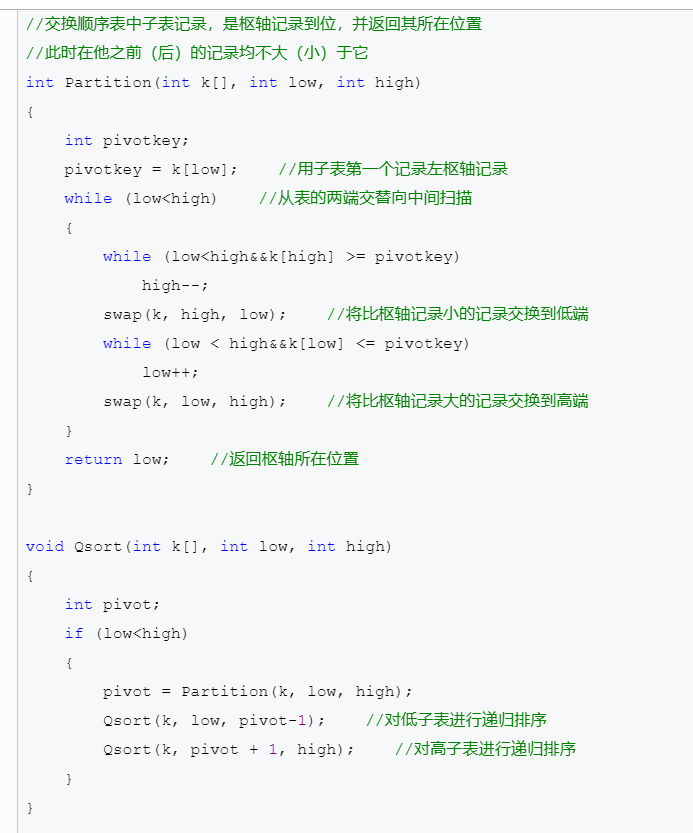 //交换顺序表中子表记录，是枢轴记录到位，并返回其所在位置
//此时在他之前（后）的记录均不大（小）于它
int Partition(int k[], int low, int high)
{
    int pivotkey;
    pivotkey = k[low];    //用子表第一个记录左枢轴记录
    while (low<high)    //从表的两端交替向中间扫描
    {
        while (low<high&&k[high] >= pivotkey)
            high--;
        swap(k, high, low);    //将比枢轴记录小的记录交换到低端
        while (low < high&&k[low] <= pivotkey)
            low++;
        swap(k, low, high);    //将比枢轴记录大的记录交换到高端
    }
    return low;    //返回枢轴所在位置
}

void Qsort(int k[], int low, int high)
{
    int pivot;
    if (low<high)
    {
        pivot = Partition(k, low, high);
        Qsort(k, low, pivot-1);    //对低子表进行递归排序
        Qsort(k, pivot + 1, high);    //对高子表进行递归排序
    }
}